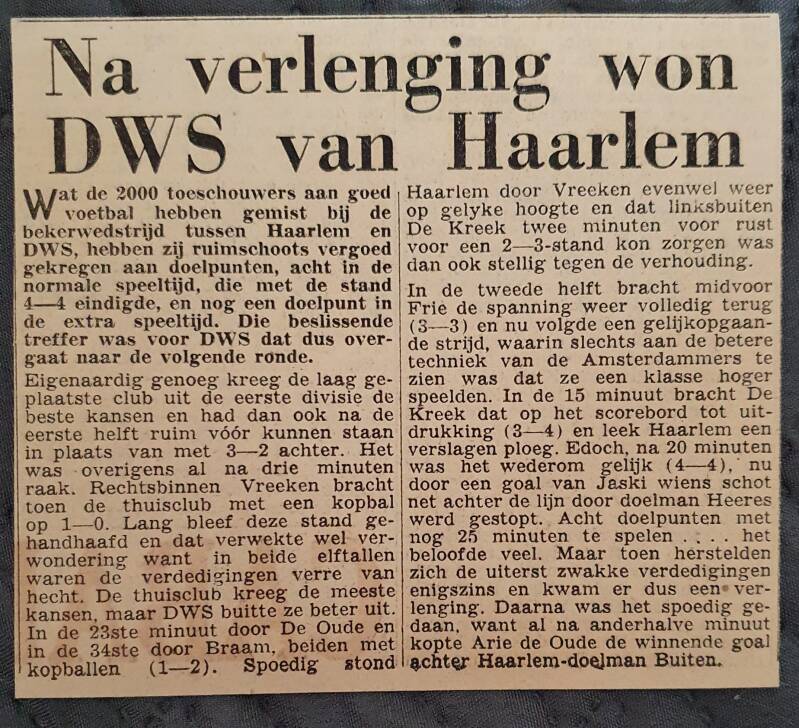 Na verlenging won
DWS van Haarlem
Wat de 2000 toeschouwers aan goed
voetbal hebben gemist bij de
bekerwedstrijd tussen Haarlem en
DWS, hebben zij ruimschoots vergoed
gekregen aan doelpunten, acht in de
normale speeltijd, die met de stand
4—4 eindigde, en nog een doelpunt in
de extra speeltijd. Die beslissende
treffer was voor DWS dat dus over-
gaat naar de volgende ronde.
Eigenaardig genoeg kreeg de laag ge-
plaatste club uit de eerste divisie de
beste kansen en had dan ook na de
eerste helft ruim vóór kunnen staan
in plaats van met 3—2 achter. Het
was overigens al na drie minuten
raak. Rechtsbinnen Vreeken bracht
toen de thuisclub met een kopbal
op 1—0. Lang bleef deze stand ge-
handhaafd en dat verwekte wel ver-
wondering want in beide elftallen
waren de verdedigingen verre van
hecht. De thuisclub kreeg de meeste
kansen, maar DWS buitte ze beter uit.
In de 23ste minuut door De Oude en
in de 34ste door Braam, beiden met
kopballen (1—2). Spoedig stond
Haarlem door Vreeken evenwel weer
op gelyke hoogte en dat linksbuiten
De Kreek twee minuten voor rust
voor een 2—3-stand kon zorgen was
dan ook stellig tegen de verhouding.
In de tweede helft bracht midvoor
Frie de spanning weer volledig terug
(3—3) en nu volgde een gelijkopgaan-
de strijd, waarin slechts aan de betere
techniek van de Amsterdammers te
zien was dat ze een klasse hoger
speelden. In de 15 minuut bracht De
Kreek dat op het scorebord tot uit-
drukking (3—4) en leek Haarlem een
verslagen ploeg. Edoch, na 20 minuten
was het wederom gelijk (4—4), nu
door een goal van Jaski wiens schot
net achter de lijn door doelman Heeres
werd gestopt. Acht doelpunten met
nog 25 minuten te spelen .... het
beloofde veel. Maar toen herstelden
zich de uiterst zwakke verdedigingen
enigszins en kwam er dus een ver-
lenging. Daarna was het spoedig ge-
daan, want al na anderhalve minuut
kopte Arie de Oude de winnende goal
achter Haarlem-doelman Buiten.